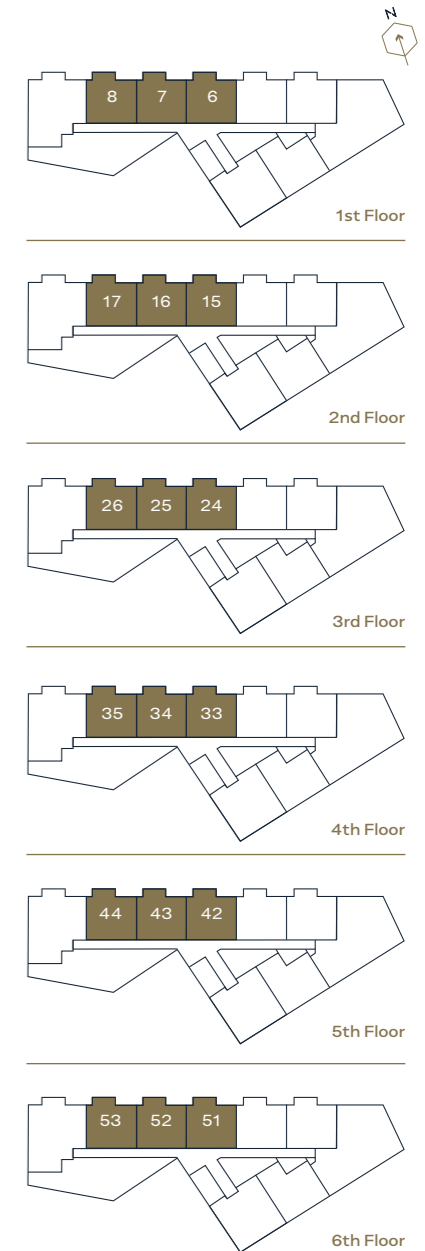 N
8 7 6
1st Floor
17 16 15
2nd Floor
26 25 24
3rd Floor
35 34 33
4th Floor
44 43 42
5th Floor
53 52 51
6th Floor